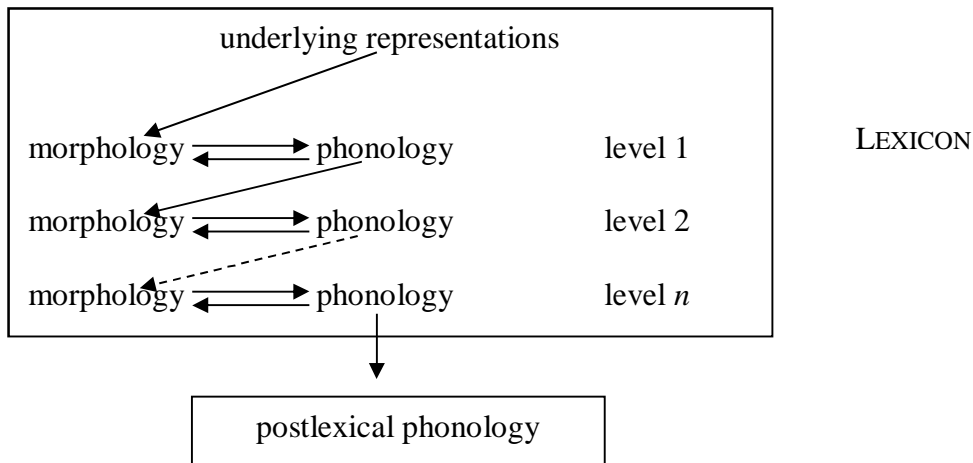 underlying representations
morphology phonology level 1 LEXICON
morphology phonology level 2
morphology phonology level n
postlexical phonology